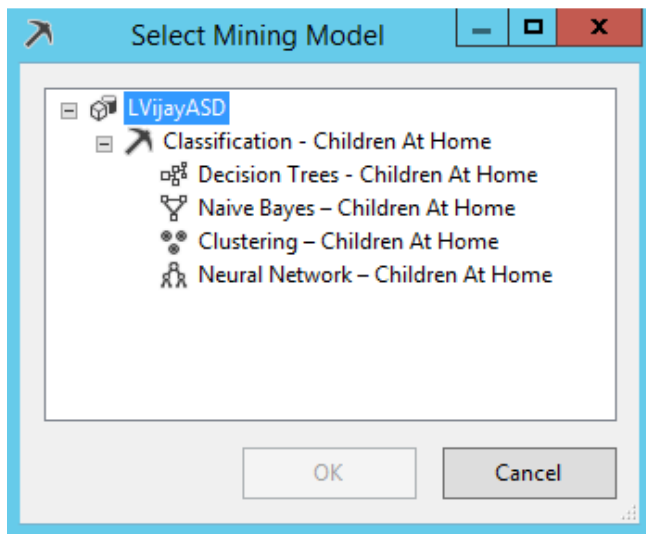 Select Mining Model
LVijayASD
Classification - Children At Home
Decision Trees - Children At Home
Naive Bayes – Children At Home
Clustering – Children At Home
Neural Network – Children At Home
OK
Cancel